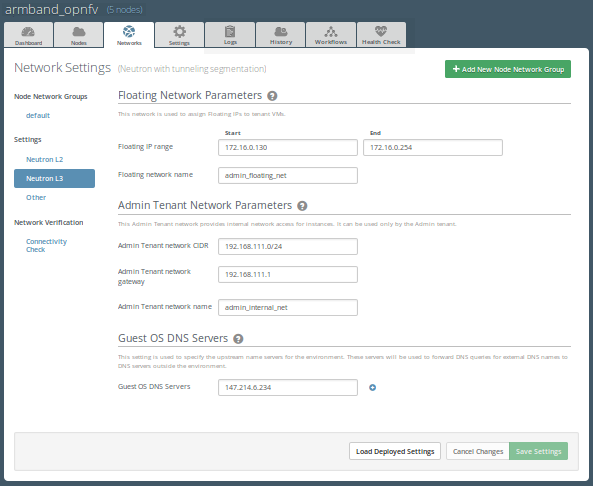 armband_opnfv (5 nodes)
Dashboard Nodes Networks Settings Logs History Workflows Health Check
Network Settings (Neutron with tunneling segmentation)
+ Add New Node Network Group
Node Network Groups
default
Settings
Neutron L2
Neutron L3
Other
Network Verification
Connectivity
Check
Floating Network Parameters ?
This network is used to assign Floating IPs to tenant VMs.
Start End
Floating IP range 172.16.0.130 172.16.0.254
Floating network name admin_floating_net
Admin Tenant Network Parameters ?
This Admin Tenant network provides internal network access for instances. It can be used only by the Admin tenant.
Admin Tenant network CIDR 192.168.111.0/24
Admin Tenant network
gateway 192.168.111.1
Admin Tenant network name admin_internal_net
Guest OS DNS Servers ?
This setting is used to specify the upstream name servers for the environment. These servers will be used to forward DNS queries for external DNS names to
DNS servers outside the environment.
Guest OS DNS Servers 147.214.6.234
Load Deployed Settings Cancel Changes Save Settings